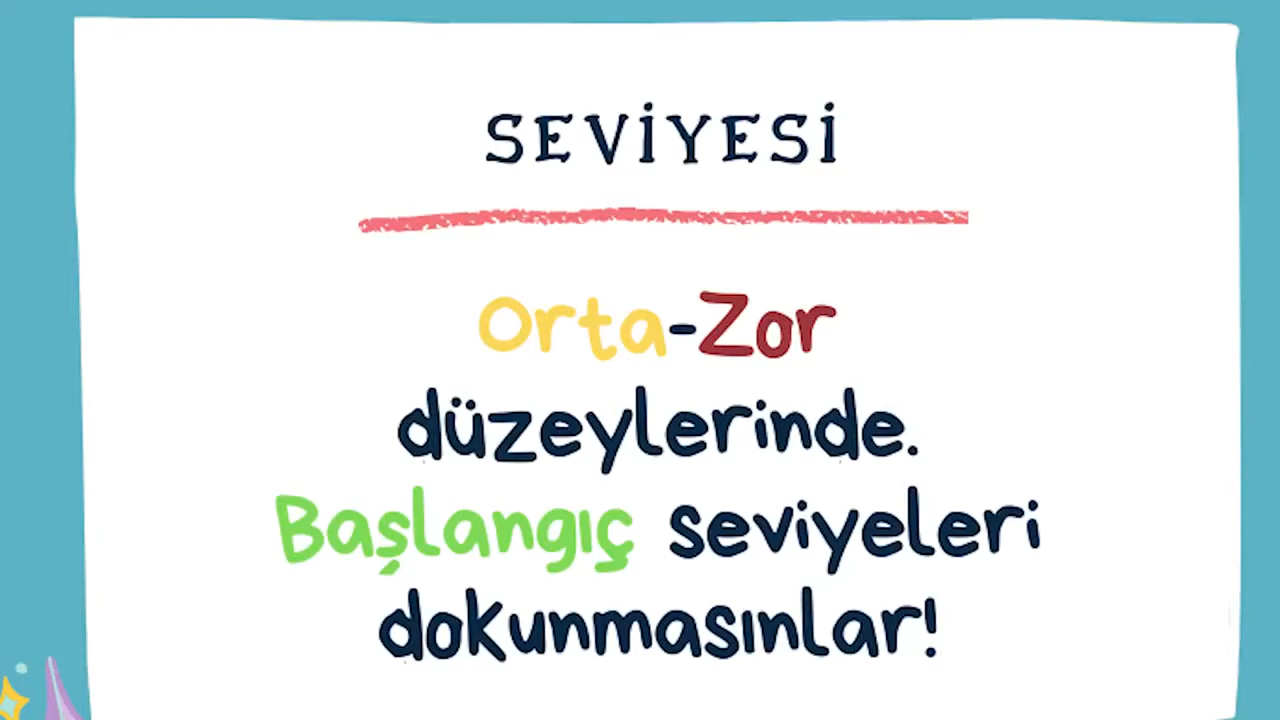 SEVİYESİ
Orta-Zor
düzeylerinde.
Başlangıç seviyeleri
dokunmasınlar!